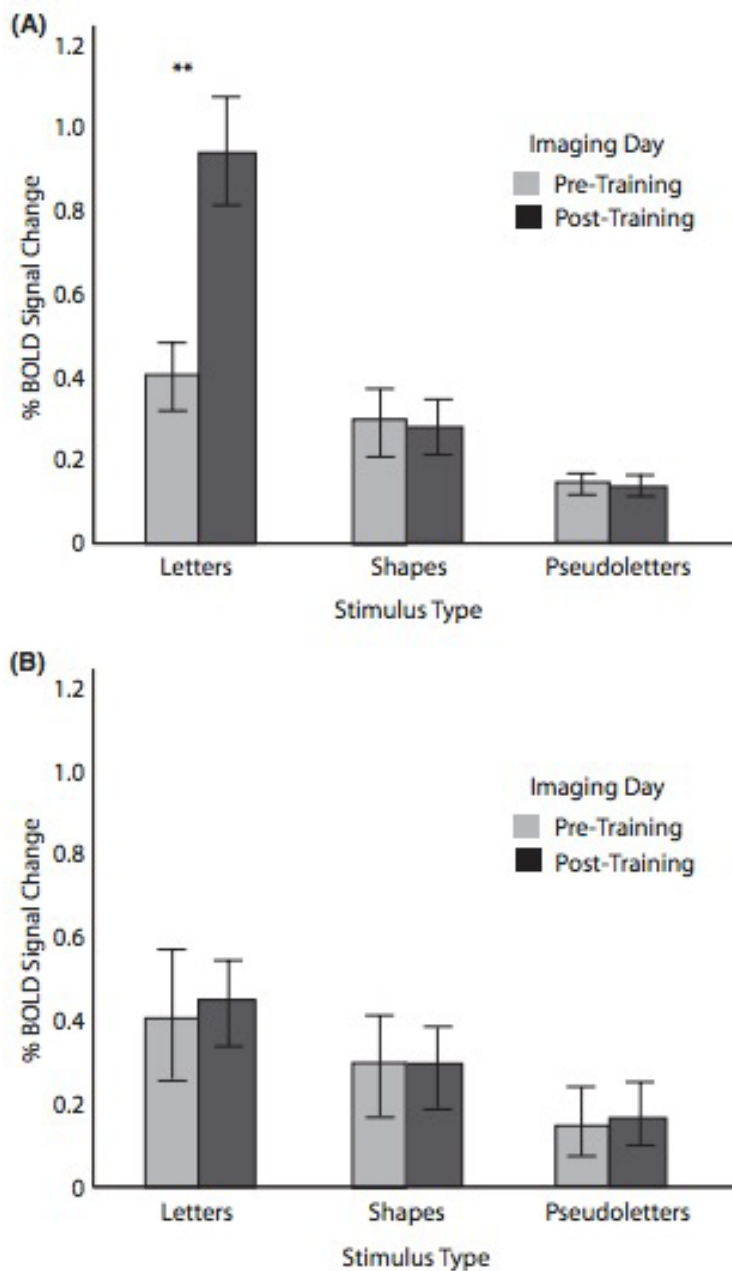 (A)
1.2
**
1.0
Imaging Day
Pre-Training
0.8
Post-Training
% BOLD Signal Change
0.6
0.4
0.2
0
Letters Shapes Pseudoletters
Stimulus Type
(B)
1.2
1.0
Imaging Day
Pre-Training
0.8
Post-Training
% BOLD Signal Change
0.6
0.4
0.2
0
Letters Shapes Pseudoletters
Stimulus Type